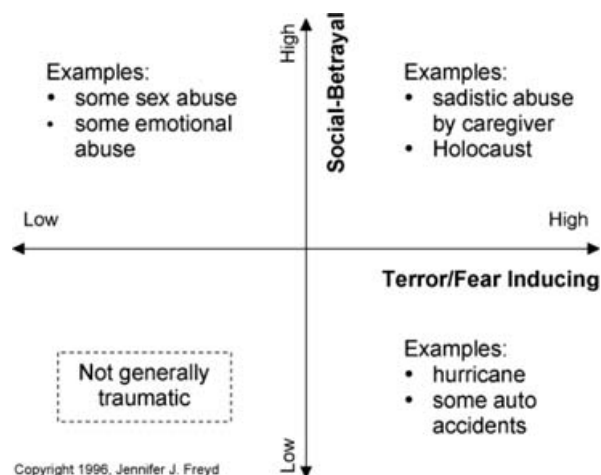 High
Social-Betrayal
Examples:
• some sex abuse
• some emotional
abuse
Examples:
• sadistic abuse
by caregiver
• Holocaust
Low
High
Terror/Fear Inducing
Not generally
traumatic
Examples:
• hurricane
• some auto
accidents
Low
Copyright 1996, Jennifer J. Freyd